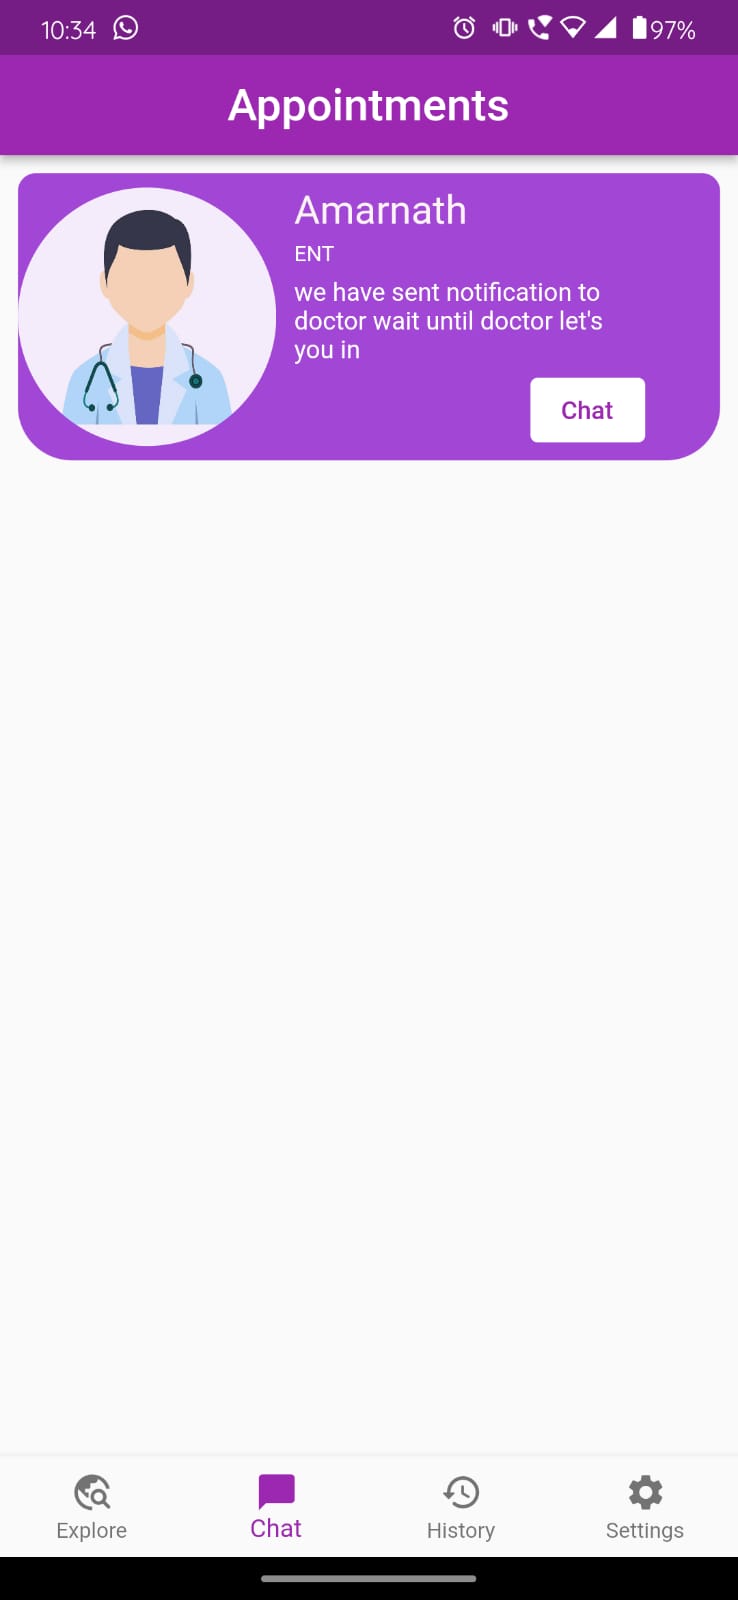 10:34
97%
Appointments
Amarnath
ENT
we have sent notification to
doctor wait until doctor let's
you in
Chat
Explore
Chat
History
Settings